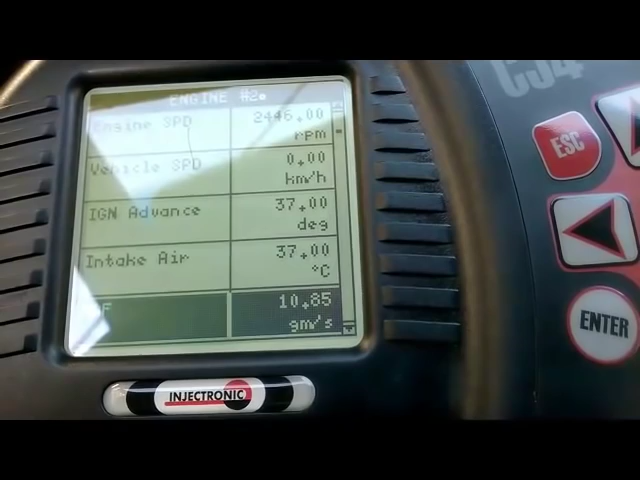 ENGINE #2.
Engine SPD 2446.00
rpm
Vehicle SPD 0.00
km/h
IGN Advance 37.00
deg
Intake Air 37.00
°C
F 10.85
gm/s
INJECTRONIC
CJ4
ESC
ENTER